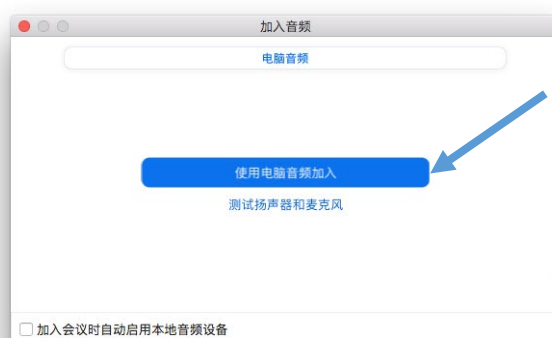 加入音频
电脑音频
使用电脑音频加入
测试扬声器和麦克风
加入会议时自动启用本地音频设备